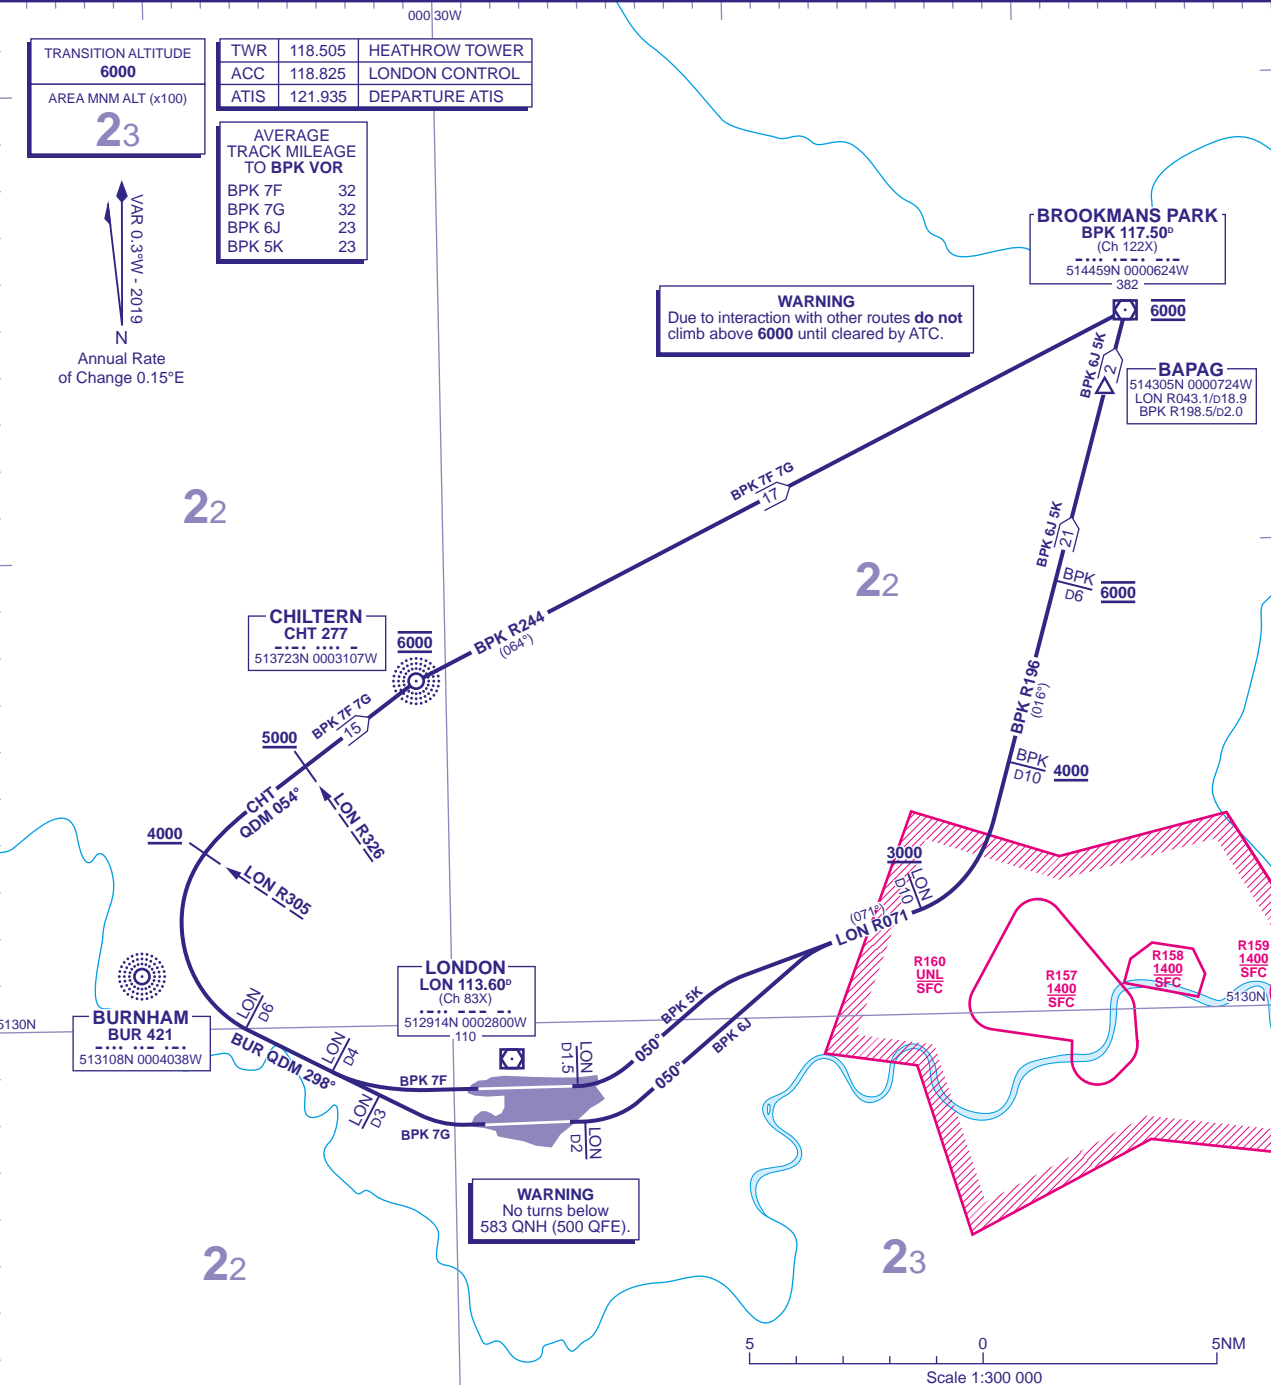 000 30W
TRANSITION ALTITUDE
6000
AREA MNM ALT (x100)
23
TWR 118.505 HEATHROW TOWER
ACC 118.825 LONDON CONTROL
ATIS 121.935 DEPARTURE ATIS
AVERAGE
TRACK MILEAGE
TO BPK VOR
BPK 7F 32
BPK 7G 32
BPK 6J 23
BPK 5K 23
VAR 0.3°W - 2019
N
Annual Rate
of Change 0.15°E
BROOKMANS PARK
BPK 117.50D
(Ch 122X)
514459N 0000624W
382
6000
WARNING
Due to interaction with other routes do not
climb above 6000 until cleared by ATC.
BPK 6J 5K
2
BAPAG
514305N 0000724W
LON R043.1/D18.9
BPK R198.5/D2.0
BPK 7F 7G
17
22
BPK 6J 5K
21
22
BPK
D6
6000
CHILTERN
CHT 277
513723N 0003107W
6000
BPK R244
(064°)
BPK R196
(016°)
BPK 7F 7G
15
5000
BPK
D10
4000
CHT
QDM 054°
LON R326
4000
LON R305
3000
LON
D10
(071°)
LON R071
R160
UNL
SFC
R157
1400
SFC
R158
1400
SFC
R159
1400
SFC
5130N
5130N
BURNHAM
BUR 421
513108N 0004038W
LON
D6
BUR QDM 298°
LON
D4
LON
D3
LONDON
LON 113.60D
(Ch 83X)
512914N 0002800W
110
BPK 7F
BPK 7G
LON
D1.5
LON
D2
050°
BPK 5K
050°
BPK 6J
WARNING
No turns below
583 QNH (500 QFE).
22
23
5 0 5NM
Scale 1:300 000